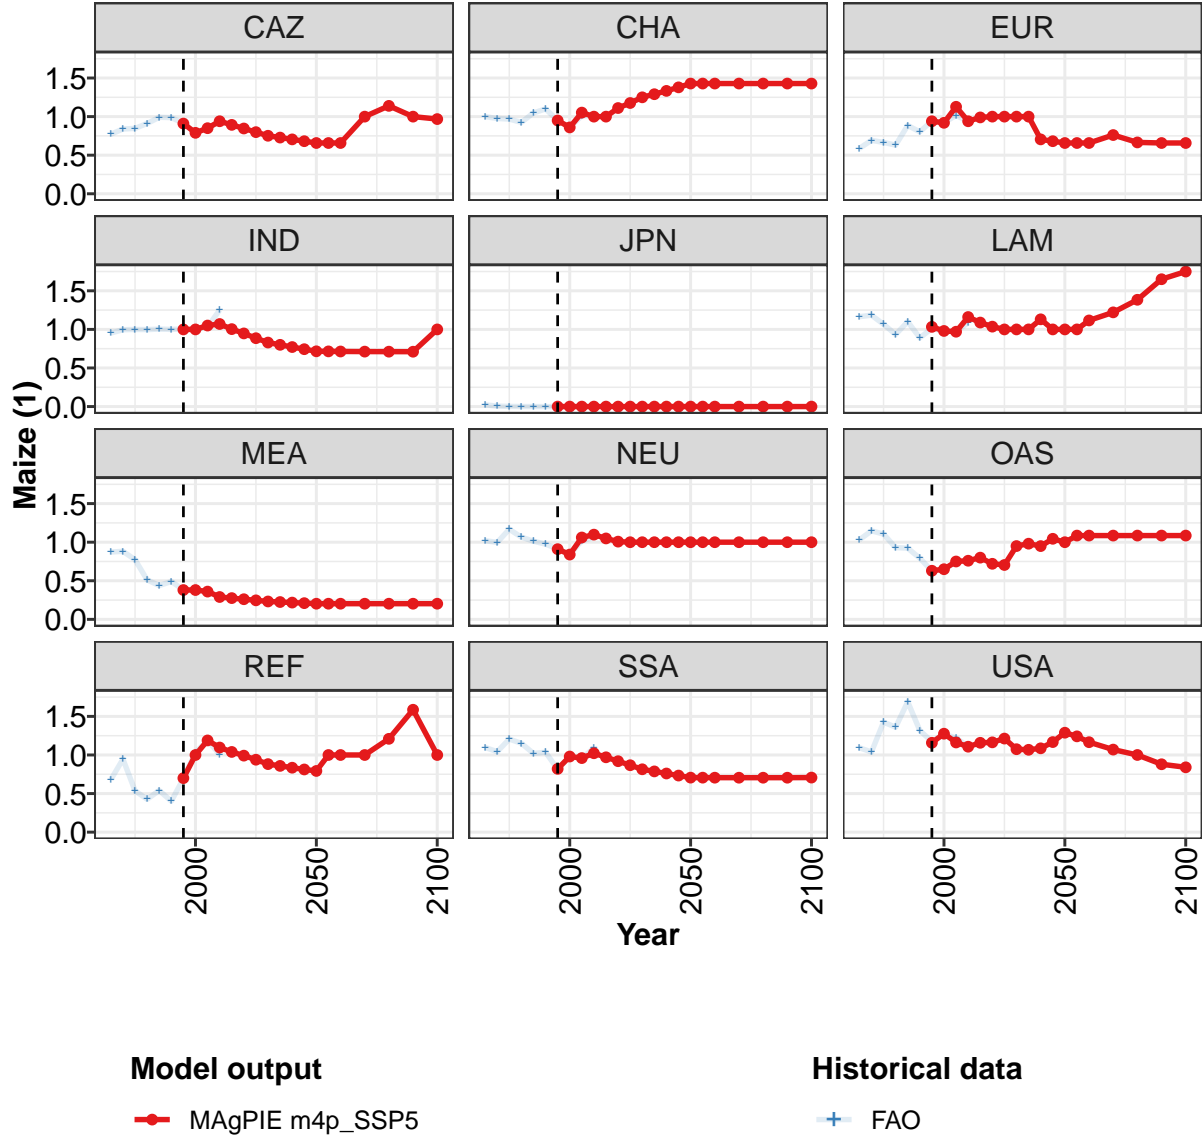 CAZ CHA EUR
1.5
1.0
0.5
0.0
IND JPN LAM
1.5
1.0
0.5
0.0
Maize (1)
MEA NEU OAS
1.5
1.0
0.5
0.0
REF SSA USA
1.5
1.0
0.5
0.0
2000 2050 2100 2000 2050 2100 2000 2050 2100
Year
Model output Historical data
MAgPIE m4p_SSP5 FAO